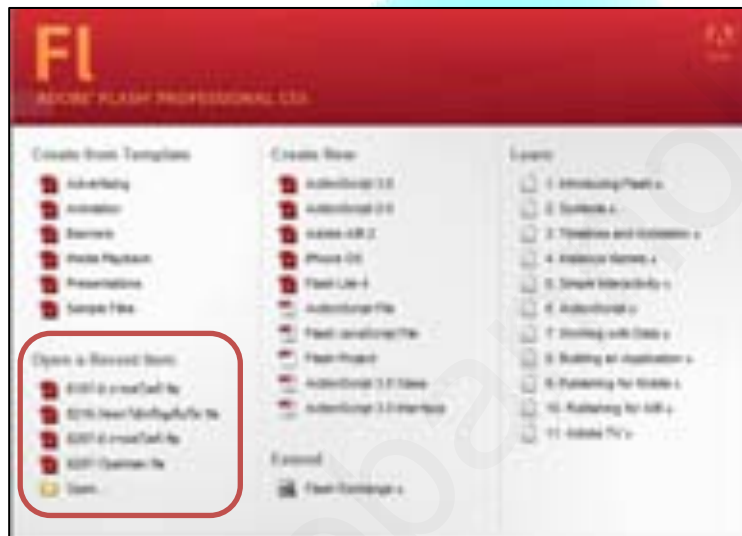 Fl
ADOBE FLASH PROFESSIONAL CS5
Create from Template
Advertising
Animation
Banners
Media Playback
Presentations
Sample Files
Open a Recent Item
Open...
Create New
ActionScript 3.0
ActionScript 2.0
Adobe AIR 2
iPhone OS
Flash Lite 4
ActionScript File
Flash JavaScript File
Flash Project
ActionScript 3.0 Class
ActionScript 3.0 Interface
Extend
Flash Exchange »
Learn
1. Introducing Flash »
2. Symbols »
3. Timelines and Animation »
4. Instance Names »
5. Simple Interactivity »
6. ActionScript »
7. Working with Data »
8. Building an Application »
9. Publishing for Mobile »
10. Publishing for AIR »
11. Adobe TV »